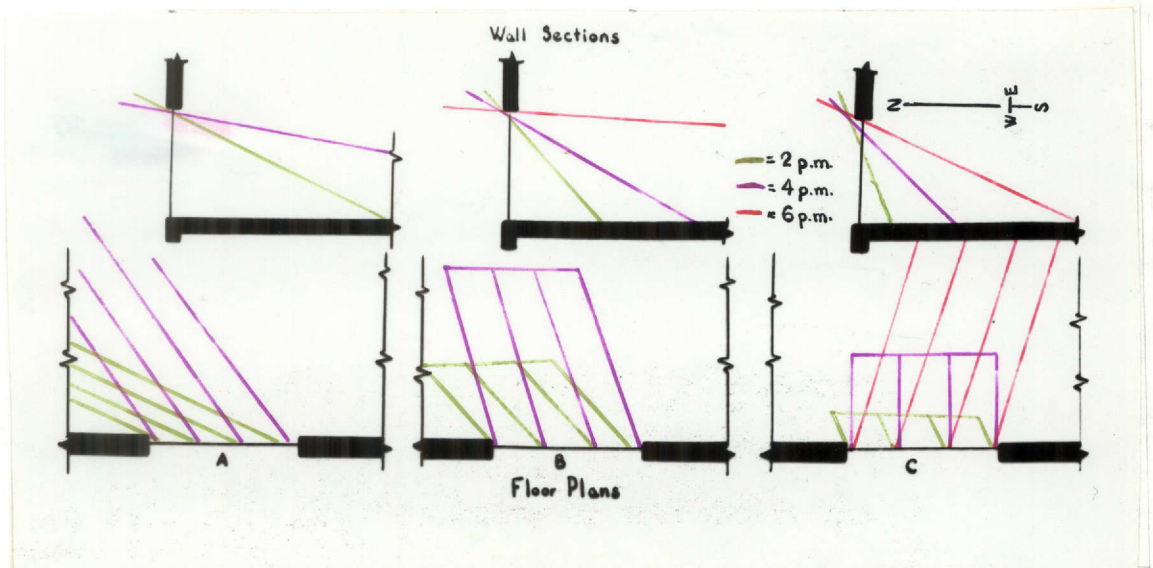 Wall Sections
N
E
W
S
= 2 p.m.
= 4 p.m.
= 6 p.m.
A
B
C
Floor Plans